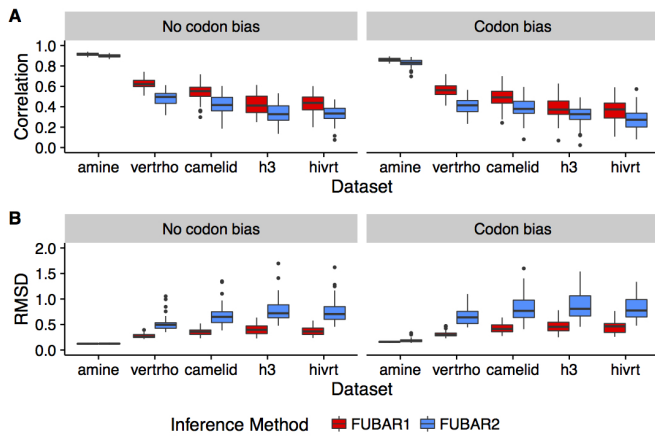 A
No codon bias
Codon bias
Correlation
1.0
0.8
0.6
0.4
0.2
0.0
amine vertrho camelid h3 hivrt
amine vertrho camelid h3 hivrt
Dataset
B
No codon bias
Codon bias
RMSD
2.0
1.5
1.0
0.5
0.0
amine vertrho camelid h3 hivrt
amine vertrho camelid h3 hivrt
Dataset
Inference Method FUBAR1 FUBAR2